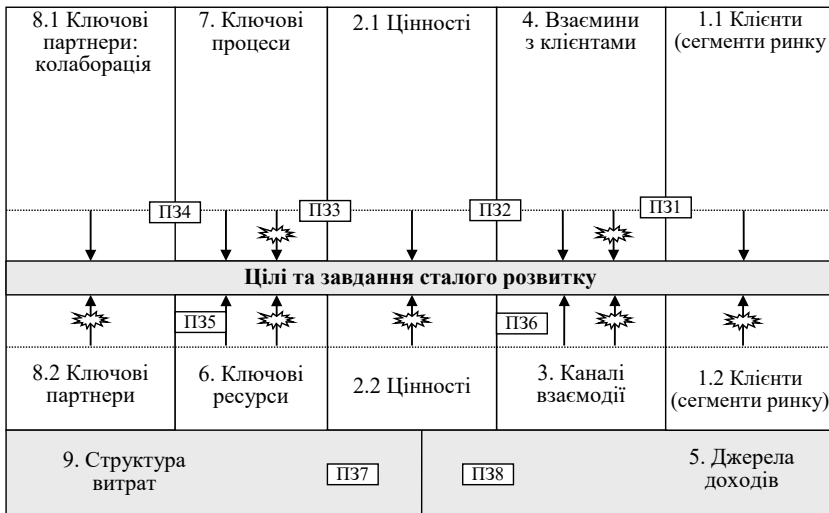 8.1 Ключові
партнери:
колаборація
7. Ключові
процеси
2.1 Цінності
4. Взаємини
з клієнтами
1.1 Клієнти
(сегменти ринку
ПЗ4
ПЗ3
ПЗ2
ПЗ1
Цілі та завдання сталого розвитку
ПЗ5
ПЗ6
8.2 Ключові
партнери
6. Ключові
ресурси
2.2 Цінності
3. Каналі
взаємодії
1.2 Клієнти
(сегменти ринку)
9. Структура
витрат
ПЗ7
ПЗ8
5. Джерела
доходів